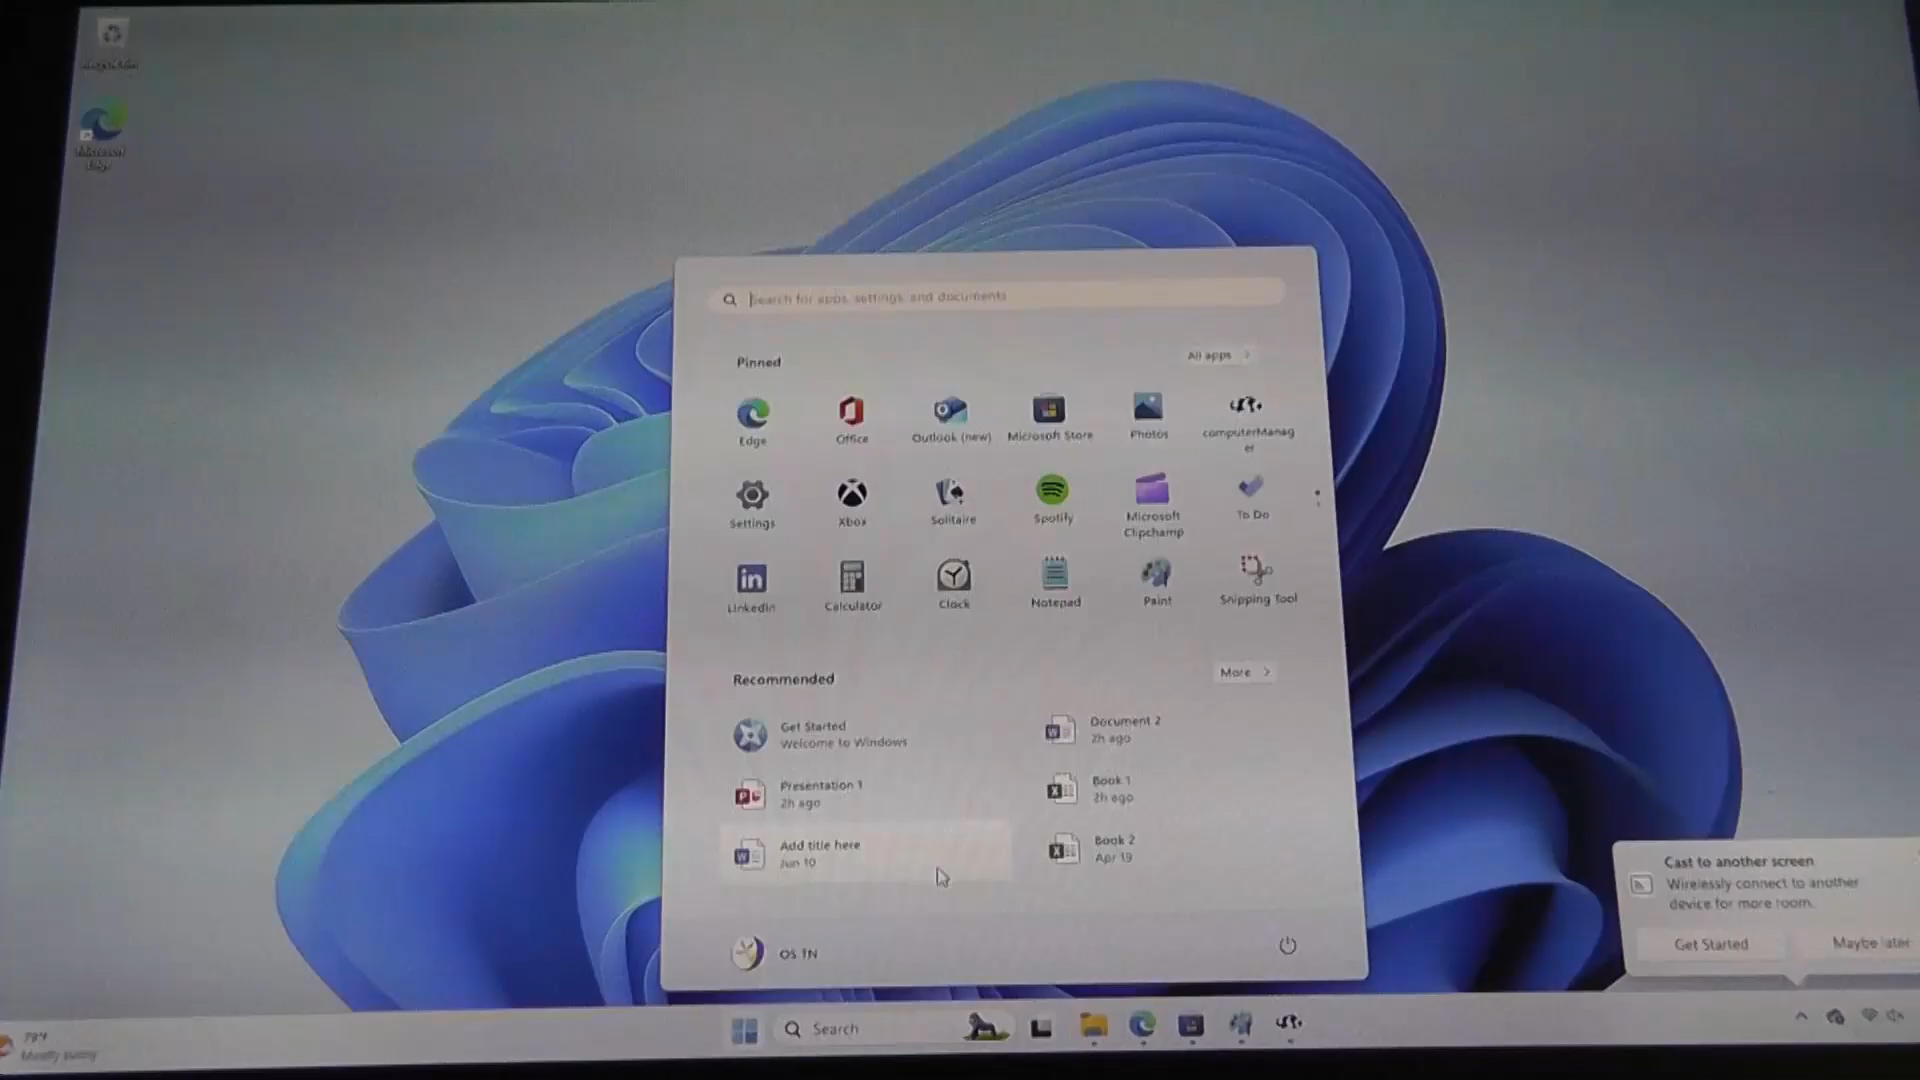 Microsoft
Edge
Search for apps, settings, and documents
Pinned
All apps
Edge
Office
Outlook (new)
Microsoft Store
Photos
computerManag
er
Settings
Xbox
Solitaire
Spotify
Microsoft
Clipchamp
To Do
LinkedIn
Calculator
Clock
Notepad
Paint
Snipping Tool
Recommended
More
Get Started
Welcome to Windows
Document 2
2h ago
Presentation 1
2h ago
Book 1
2h ago
Add title here
Jun 10
Book 2
Apr 19
OS TN
Cast to another screen
Wirelessly connect to another
device for more room.
Get Started
Maybe later
Search
Mostly sunny